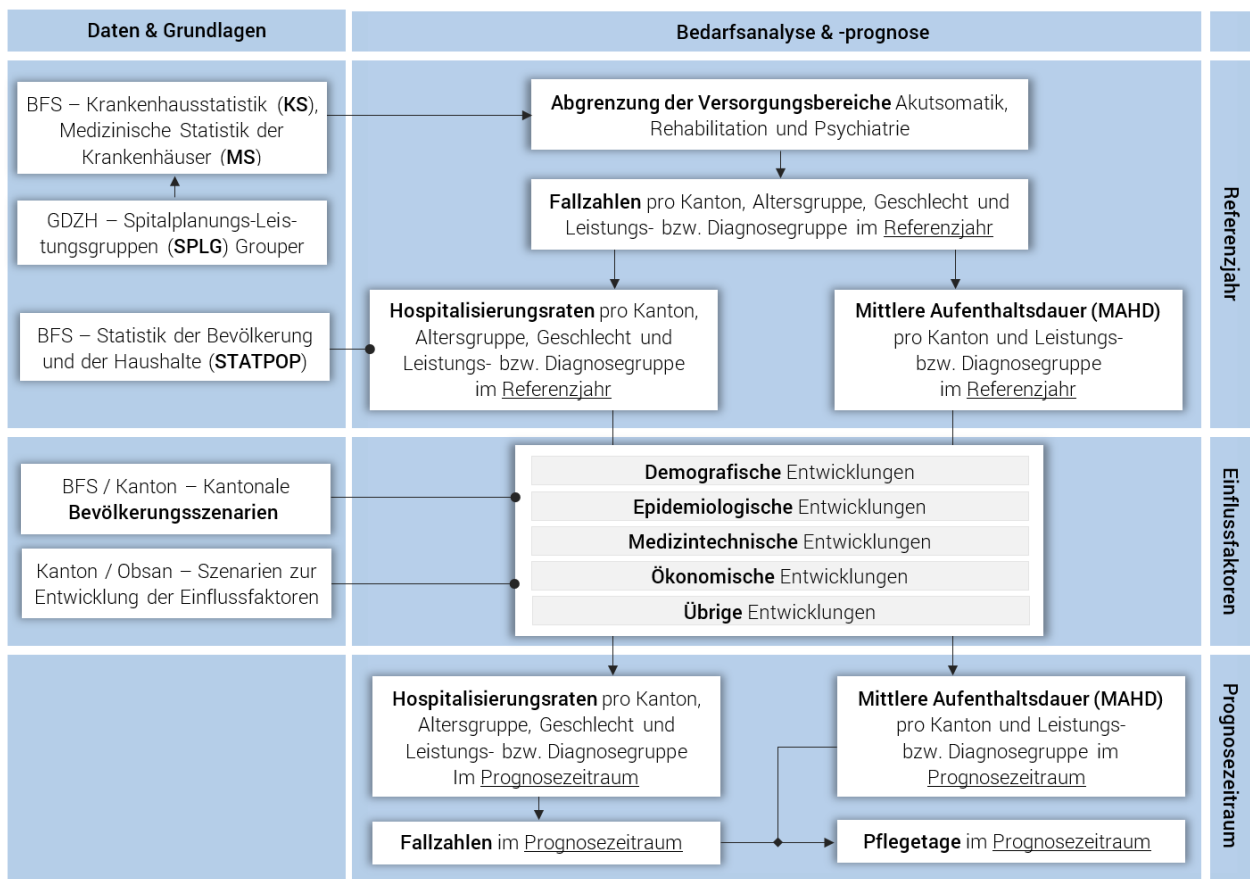 Daten & Grundlagen
Bedarfsanalyse & -prognose
BFS – Krankenhausstatistik (KS),
Medizinische Statistik der
Krankenhäuser (MS)
GDZH – Spitalplanungs-Leis-
tungsgruppen (SPLG) Grouper
BFS – Statistik der Bevölkerung
und der Haushalte (STATPOP)
Abgrenzung der Versorgungsbereiche Akutsomatik,
Rehabilitation und Psychiatrie
Fallzahlen pro Kanton, Altersgruppe, Geschlecht und
Leistungs- bzw. Diagnosegruppe im Referenzjahr
Hospitalisierungsraten pro Kanton,
Altersgruppe, Geschlecht und
Leistungs- bzw. Diagnosegruppe
im Referenzjahr
Mittlere Aufenthaltsdauer (MAHD)
pro Kanton und Leistungs-
bzw. Diagnosegruppe
im Referenzjahr
Referenzjahr
BFS / Kanton – Kantonale
Bevölkerungsszenarien
Kanton / Obsan – Szenarien zur
Entwicklung der Einflussfaktoren
Demografische Entwicklungen
Epidemiologische Entwicklungen
Medizintechnische Entwicklungen
Ökonomische Entwicklungen
Übrige Entwicklungen
Einflussfaktoren
Hospitalisierungsraten pro Kanton,
Altersgruppe, Geschlecht und
Leistungs- bzw. Diagnosegruppe
Im Prognosezeitraum
Mittlere Aufenthaltsdauer (MAHD)
pro Kanton und Leistungs-
bzw. Diagnosegruppe im
Prognosezeitraum
Fallzahlen im Prognosezeitraum
Pflegetage im Prognosezeitraum
Prognosezeitraum